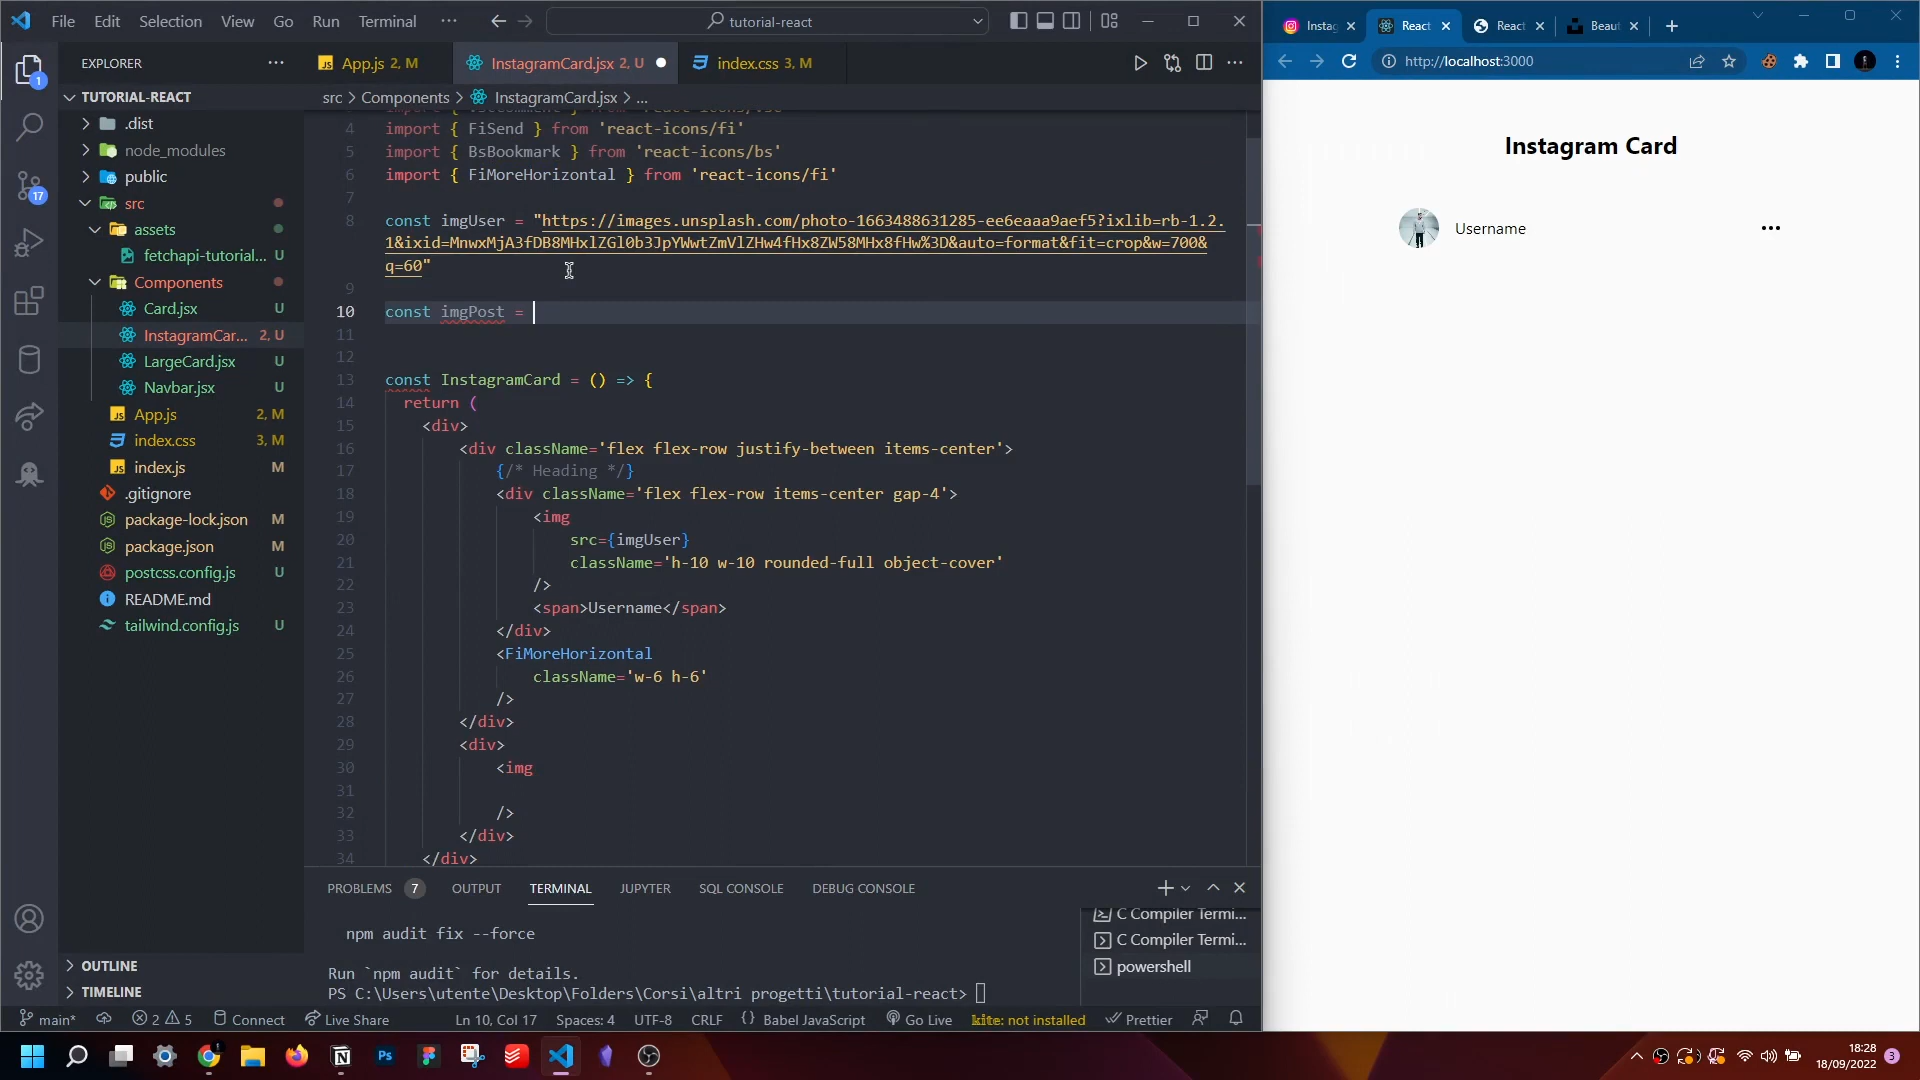 File Edit Selection View Go Run Terminal ··· tutorial-react
EXPLORER
TUTORIAL-REACT
.dist
node_modules
public
src
assets
fetchapi-tutorial... U
Components
Card.jsx U
InstagramCar... 2, U
LargeCard.jsx U
Navbar.jsx U
App.js 2, M
index.css 3, M
index.js M
.gitignore
package-lock.json M
package.json M
postcss.config.js U
README.md
tailwind.config.js U
OUTLINE
TIMELINE
1
17
App.js 2, M InstagramCard.jsx 2, U index.css 3, M
src > Components > InstagramCard.jsx > ...
4 import { FiSend } from 'react-icons/fi'
5 import { BsBookmark } from 'react-icons/bs'
6 import { FiMoreHorizontal } from 'react-icons/fi'
7
8 const imgUser = "https://images.unsplash.com/photo-1663488631285-ee6eaaa9aef5?ixlib=rb-1.2.
1&ixid=MnwxMjA3fDB8MHxlZGl0b3JpYWwtZmVlZHw4fHx8ZW58MHx8fHw%3D&auto=format&fit=crop&w=700&
q=60"
9
10 const imgPost =
11
12
13 const InstagramCard = () => {
14 return (
15 <div>
16 <div className='flex flex-row justify-between items-center'>
17 {/* Heading */}
18 <div className='flex flex-row items-center gap-4'>
19 <img
20 src={imgUser}
21 className='h-10 w-10 rounded-full object-cover'
22 />
23 <span>Username</span>
24 </div>
25 <FiMoreHorizontal
26 className='w-6 h-6'
27 />
28 </div>
29 <div>
30 <img
31
32 />
33 </div>
34 </div>
PROBLEMS 7 OUTPUT TERMINAL JUPYTER SQL CONSOLE DEBUG CONSOLE
npm audit fix --force
Run `npm audit` for details.
PS C:\Users\utente\Desktop\Folders\Corsi\altri progetti\tutorial-react>
C Compiler Termi...
C Compiler Termi...
powershell
main* 2 5 Connect Live Share Ln 10, Col 17 Spaces: 4 UTF-8 CRLF {} Babel JavaScript Go Live kite: not installed Prettier
Instag React React Beau
http://localhost:3000
Instagram Card
Username
Ps
18:28
18/09/2022
3